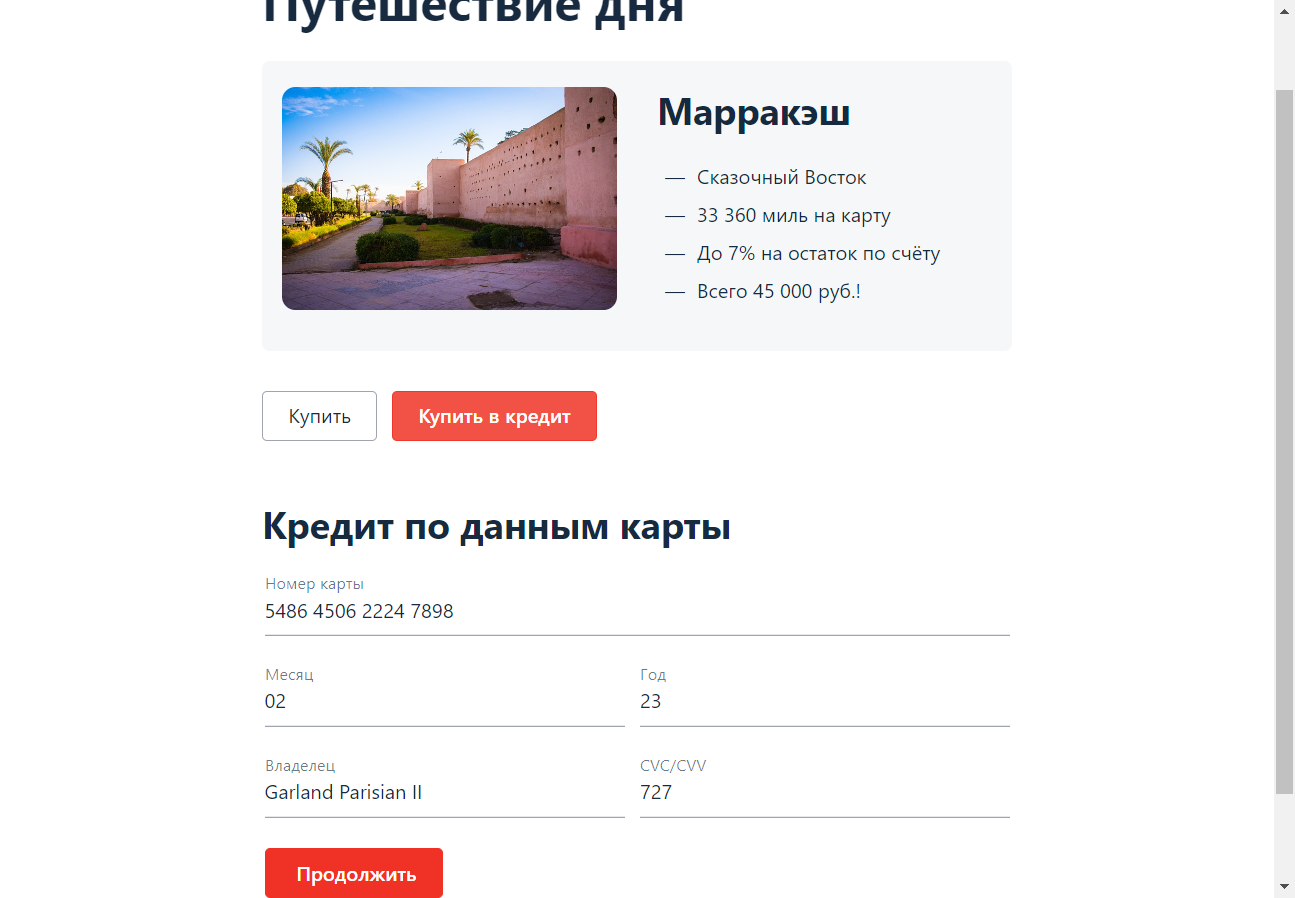 Путешествие дня
Марракэш
— Сказочный Восток
— 33 360 миль на карту
— До 7% на остаток по счёту
— Всего 45 000 руб.!
Купить
Купить в кредит
Кредит по данным карты
Номер карты
5486 4506 2224 7898
Месяц
Год
02
23
Владелец
CVC/CVV
Garland Parisian II
727
Продолжить